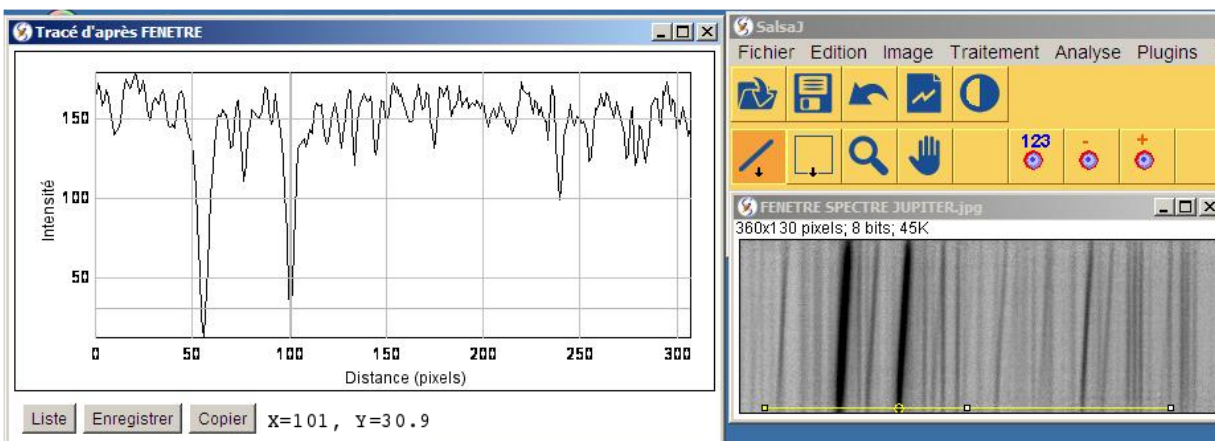 Tracé d'après FENETRE
150
100
50
Intensité
0 50 100 150 200 250 300
Distance (pixels)
Liste Enregistrer Copier X=101, Y=30.9
SalsaJ
Fichier Edition Image Traitement Analyse Plugins
123 - +
FENETRE SPECTRE JUPITER.jpg
360x130 pixels; 8 bits; 45K